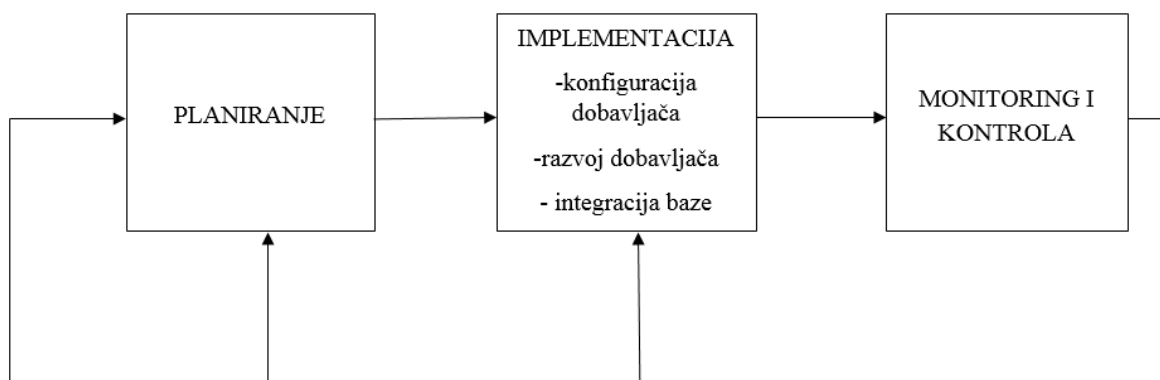 PLANIRANJE
IMPLEMENTACIJA
-konfiguracija
dobavljača
-razvoj dobavljača
- integracija baze
MONITORING I
KONTROLA